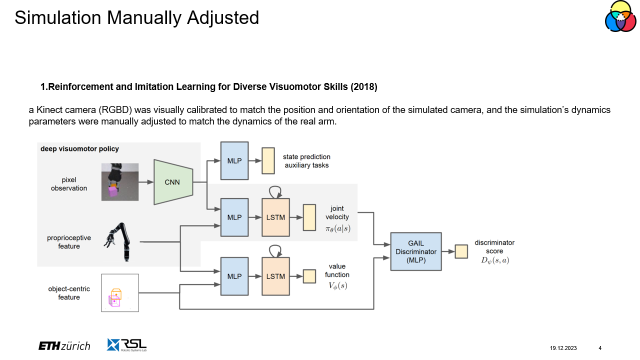 Simulation Manually Adjusted
1.Reinforcement and Imitation Learning for Diverse Visuomotor Skills (2018)
a Kinect camera (RGBD) was visually calibrated to match the position and orientation of the simulated camera, and the simulation's dynamics
parameters were manually adjusted to match the dynamics of the real arm.
deep visuomotor policy
pixel
observation
CNN
MLP
state prediction
auxiliary tasks
proprioceptive
feature
MLP
LSTM
joint
velocity
πθ(a|s)
GAIL
Discriminator
(MLP)
discriminator
score
Dψ(s, a)
object-centric
feature
MLP
LSTM
value
function
Vϕ(s)
ETH zürich
RSL
19.12.2023
4